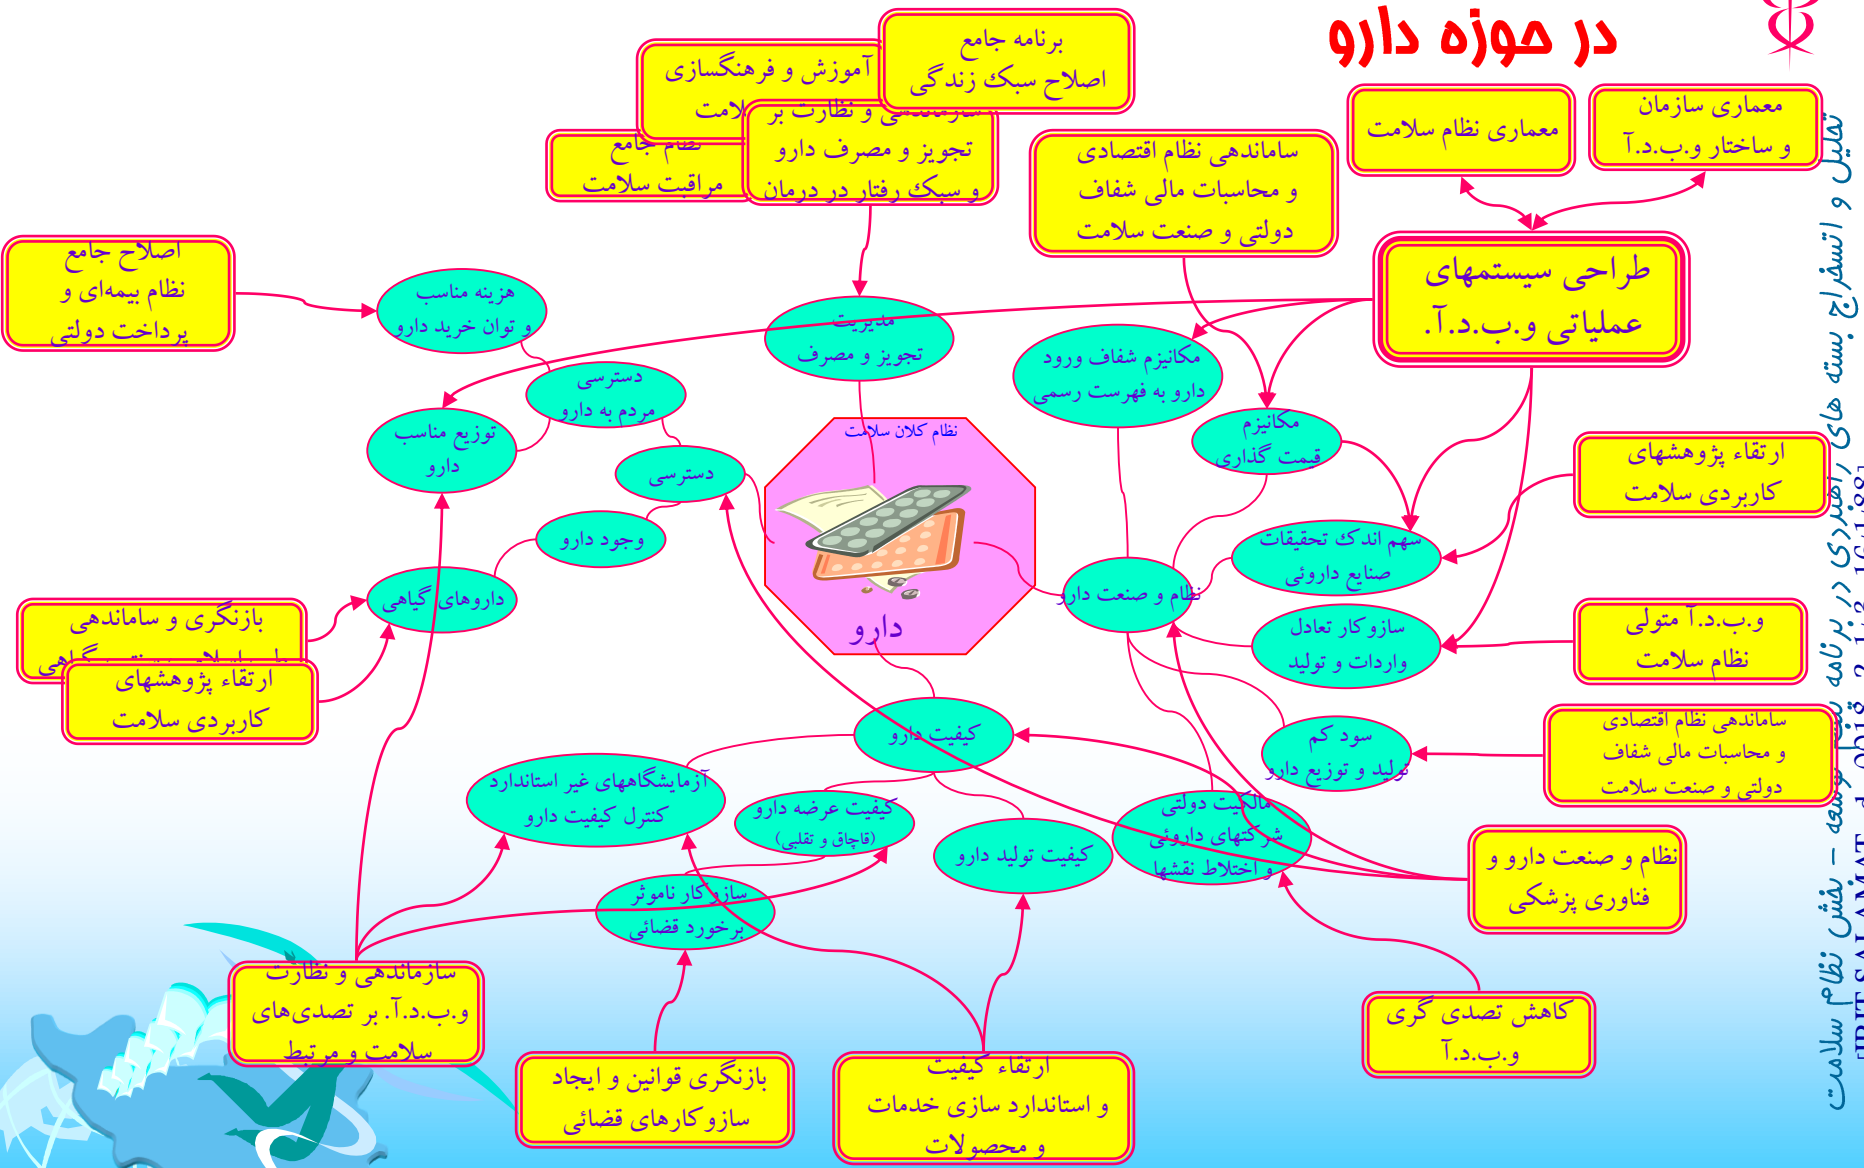 در حوزه دارو
برنامه جامع
اصلاح سبک زندگی
آموزش و فرهنگسازی
سازماندهی و نظارت بر
تجویز و مصرف دارو
و سبک رفتار در درمان
نظام جامع
مراقبت سلامت
ساماندهی نظام اقتصادی
و محاسبات مالی شفاف
دولتی و صنعت سلامت
معماری نظام سلامت
معماری سازمان
و ساختار و.ب.د.آ
طراحی سیستمهای
عملیاتی و.ب.د.آ.
اصلاح جامع
نظام بیمه‌ای و
پرداخت دولتی
هزینه مناسب
و توان خرید دارو
مدیریت
تجویز و مصرف
مکانیزم شفاف ورود
دارو به فهرست رسمی
دسترسی
مردم به دارو
توزیع مناسب
دارو
مکانیزم
قیمت گذاری
نظام کلان سلامت
دارو
دسترسی
وجود دارو
داروهای گیاهی
ارتقاء پژوهشهای
کاربردی سلامت
سهم اندک تحقیقات
صنایع داروئی
نظام و صنعت دارو
سازوکار تعادل
واردات و تولید
و.ب.د.آ متولی
نظام سلامت
بازنگری و ساماندهی
ارتقاء پژوهشهای
کاربردی سلامت
سود کم
تولید و توزیع دارو
ساماندهی نظام اقتصادی
و محاسبات مالی شفاف
دولتی و صنعت سلامت
کیفیت دارو
آزمایشگاههای غیر استاندارد
کنترل کیفیت دارو
کیفیت عرضه دارو
(قاچاق و تقلبی)
کیفیت تولید دارو
مالکیت دولتی
شرکتهای داروئی
و اختلاط نقشها
نظام و صنعت دارو و
فناوری پزشکی
سازوکار ناموثر
برخورد قضائی
سازماندهی و نظارت
و.ب.د.آ. بر تصدی‌های
سلامت و مرتبط
بازنگری قوانین و ایجاد
سازوکارهای قضائی
ارتقاء کیفیت
و استاندارد سازی خدمات
و محصولات
کاهش تصدی گری
و.ب.د.آ
تحلیل و استخراج بسته های راهبردی در برنامه توسعه – بخش نظام سلامت